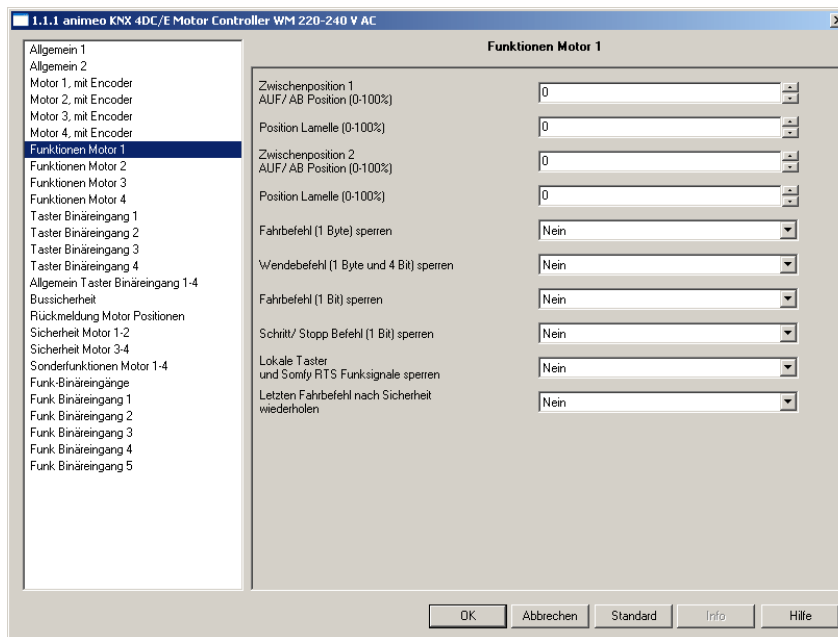 1.1.1 animeo KNX 4DC/E Motor Controller WM 220-240 V AC
Allgemein 1
Allgemein 2
Motor 1, mit Encoder
Motor 2, mit Encoder
Motor 3, mit Encoder
Motor 4, mit Encoder
Funktionen Motor 1
Funktionen Motor 2
Funktionen Motor 3
Funktionen Motor 4
Taster Binäreingang 1
Taster Binäreingang 2
Taster Binäreingang 3
Taster Binäreingang 4
Allgemein Taster Binäreingang 1-4
Bussicherheit
Rückmeldung Motor Positionen
Sicherheit Motor 1-2
Sicherheit Motor 3-4
Sonderfunktionen Motor 1-4
Funk-Binäreingänge
Funk Binäreingang 1
Funk Binäreingang 2
Funk Binäreingang 3
Funk Binäreingang 4
Funk Binäreingang 5
Funktionen Motor 1
Zwischenposition 1
AUF/ AB Position (0-100%)
0
Position Lamelle (0-100%)
0
Zwischenposition 2
AUF/ AB Position (0-100%)
0
Position Lamelle (0-100%)
0
Fahrbefehl (1 Byte) sperren
Nein
Wendebefehl (1 Byte und 4 Bit) sperren
Nein
Fahrbefehl (1 Bit) sperren
Nein
Schritt/ Stopp Befehl (1 Bit) sperren
Nein
Lokale Taster
und Somfy RTS Funksignale sperren
Nein
Letzten Fahrbefehl nach Sicherheit
wiederholen
Nein
OK
Abbrechen
Standard
Info
Hilfe